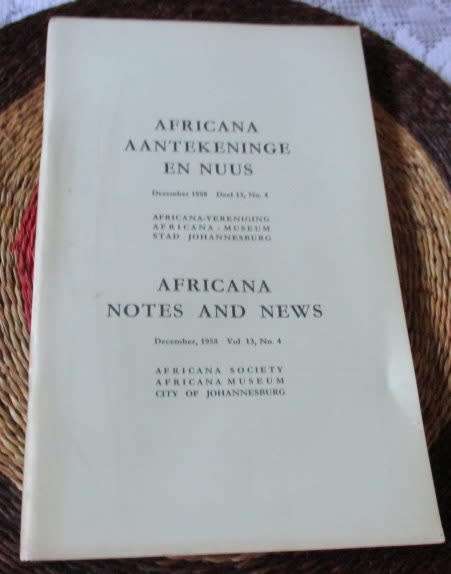 AFRICANA
AANTEKENINGE
EN NUUS
December 1958 Deel 13, No. 4
AFRICANA-VERENIGING
AFRICANA-MUSEUM
STAD JOHANNESBURG
AFRICANA
NOTES AND NEWS
December, 1958 Vol 13, No. 4
AFRICANA SOCIETY
AFRICANA MUSEUM
CITY OF JOHANNESBURG